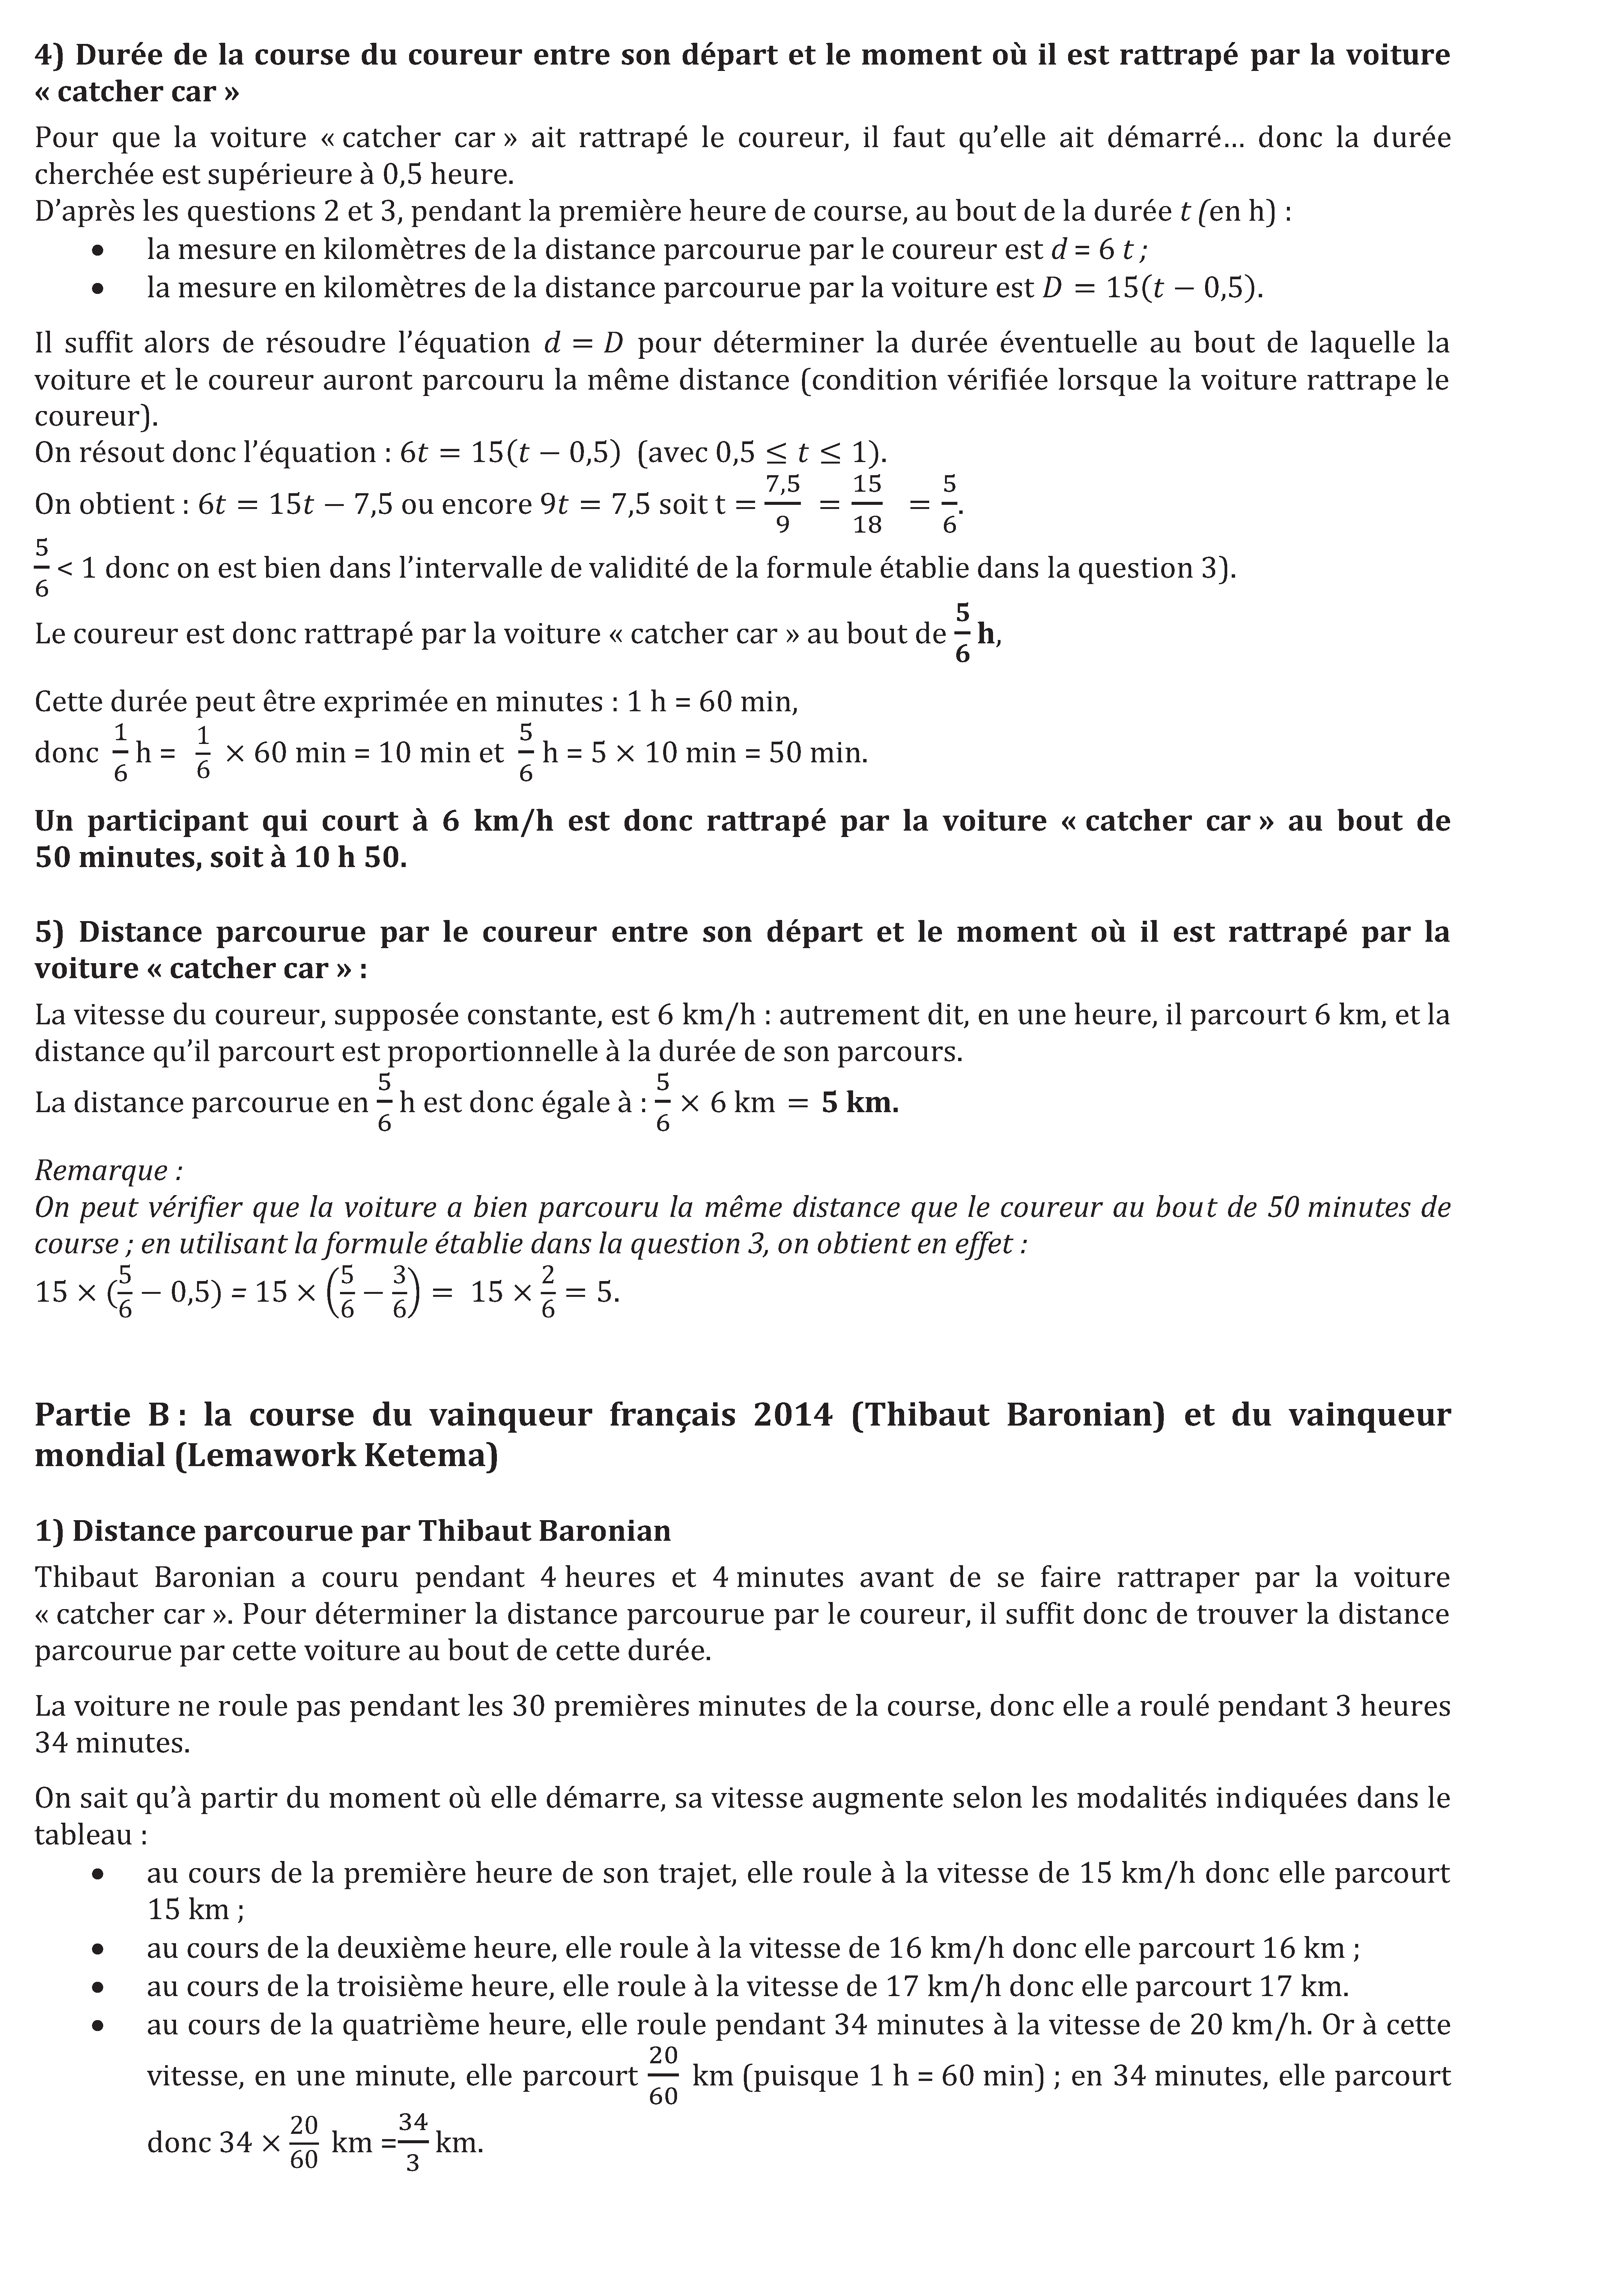 4) Durée de la course du coureur entre son départ et le moment où il est rattrapé par la voiture
« catcher car »
Pour que la voiture « catcher car » ait rattrapé le coureur, il faut qu’elle ait démarré… donc la durée
cherchée est supérieure à 0,5 heure.
D’après les questions 2 et 3, pendant la première heure de course, au bout de la durée t (en h) :
• la mesure en kilomètres de la distance parcourue par le coureur est d = 6 t ;
• la mesure en kilomètres de la distance parcourue par la voiture est D = 15(t − 0,5).
Il suffit alors de résoudre l’équation d = D pour déterminer la durée éventuelle au bout de laquelle la
voiture et le coureur auront parcouru la même distance (condition vérifiée lorsque la voiture rattrape le
coureur).
On résout donc l’équation : 6t = 15(t − 0,5) (avec 0,5 ≤ t ≤ 1).
On obtient : 6t = 15t − 7,5 ou encore 9t = 7,5 soit t = 7,5/9 = 15/18 = 5/6.
5/6 < 1 donc on est bien dans l’intervalle de validité de la formule établie dans la question 3).
Le coureur est donc rattrapé par la voiture « catcher car » au bout de 5/6 h,
Cette durée peut être exprimée en minutes : 1 h = 60 min,
donc 1/6 h = 1/6 × 60 min = 10 min et 5/6 h = 5 × 10 min = 50 min.
Un participant qui court à 6 km/h est donc rattrapé par la voiture « catcher car » au bout de
50 minutes, soit à 10 h 50.
5) Distance parcourue par le coureur entre son départ et le moment où il est rattrapé par la
voiture « catcher car » :
La vitesse du coureur, supposée constante, est 6 km/h : autrement dit, en une heure, il parcourt 6 km, et la
distance qu’il parcourt est proportionnelle à la durée de son parcours.
La distance parcourue en 5/6 h est donc égale à : 5/6 × 6 km = 5 km.
Remarque :
On peut vérifier que la voiture a bien parcouru la même distance que le coureur au bout de 50 minutes de
course ; en utilisant la formule établie dans la question 3, on obtient en effet :
15 × (5/6 − 0,5) = 15 × (5/6 − 3/6) = 15 × 2/6 = 5.
Partie B : la course du vainqueur français 2014 (Thibaut Baronian) et du vainqueur
mondial (Lemawork Ketema)
1) Distance parcourue par Thibaut Baronian
Thibaut Baronian a couru pendant 4 heures et 4 minutes avant de se faire rattraper par la voiture
« catcher car ». Pour déterminer la distance parcourue par le coureur, il suffit donc de trouver la distance
parcourue par cette voiture au bout de cette durée.
La voiture ne roule pas pendant les 30 premières minutes de la course, donc elle a roulé pendant 3 heures
34 minutes.
On sait qu’à partir du moment où elle démarre, sa vitesse augmente selon les modalités indiquées dans le
tableau :
• au cours de la première heure de son trajet, elle roule à la vitesse de 15 km/h donc elle parcourt
15 km ;
• au cours de la deuxième heure, elle roule à la vitesse de 16 km/h donc elle parcourt 16 km ;
• au cours de la troisième heure, elle roule à la vitesse de 17 km/h donc elle parcourt 17 km.
• au cours de la quatrième heure, elle roule pendant 34 minutes à la vitesse de 20 km/h. Or à cette
vitesse, en une minute, elle parcourt 20/60 km (puisque 1 h = 60 min) ; en 34 minutes, elle parcourt
donc 34 × 20/60 km = 34/3 km.